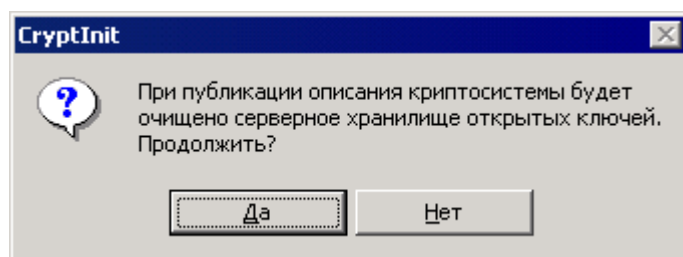 CryptInit
При публикации описания криптосистемы будет
очищено серверное хранилище открытых ключей.
Продолжить?
Да
Нет